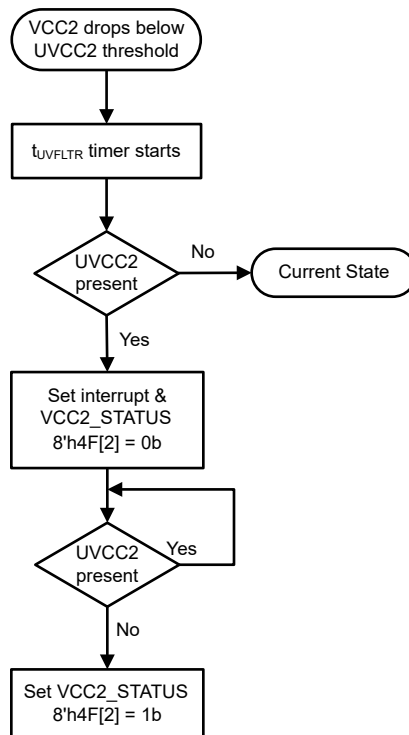 VCC2 drops below
UVCC2 threshold
tUVFLTR timer starts
UVCC2
present
No
Current State
Yes
Set interrupt &
VCC2_STATUS
8'h4F[2] = 0b
UVCC2
present
Yes
No
Set VCC2_STATUS
8'h4F[2] = 1b